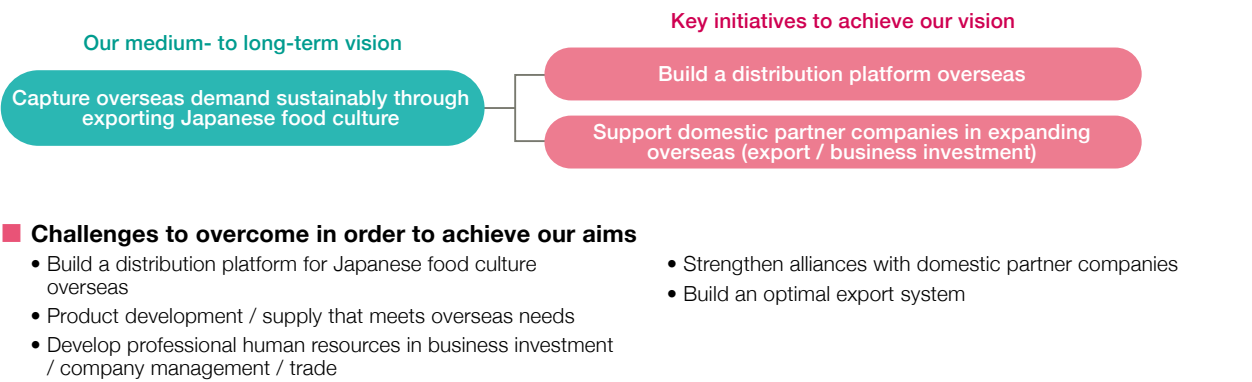 Our medium- to long-term vision
Capture overseas demand sustainably through
exporting Japanese food culture
Key initiatives to achieve our vision
Build a distribution platform overseas
Support domestic partner companies in expanding
overseas (export / business investment)
Challenges to overcome in order to achieve our aims
• Build a distribution platform for Japanese food culture
overseas
• Product development / supply that meets overseas needs
• Develop professional human resources in business investment
/ company management / trade
• Strengthen alliances with domestic partner companies
• Build an optimal export system